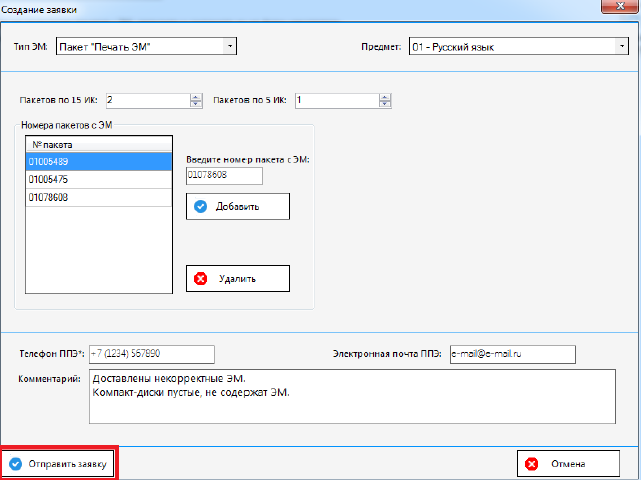 Создание заявки
Тип ЭМ: Пакет "Печать ЭМ" Предмет: 01 - Русский язык
Пакетов по 15 ИК: 2 Пакетов по 5 ИК: 1
Номера пакетов с ЭМ
№ пакета
01005489
01005475
01078608
Введите номер пакета с ЭМ:
01078608
Добавить
Удалить
Телефон ППЭ*: +7 (1234) 567890 Электронная почта ППЭ: e-mail@e-mail.ru
Комментарий: Доставлены некорректные ЭМ.
Компакт-диски пустые, не содержат ЭМ.
Отправить заявку Отмена